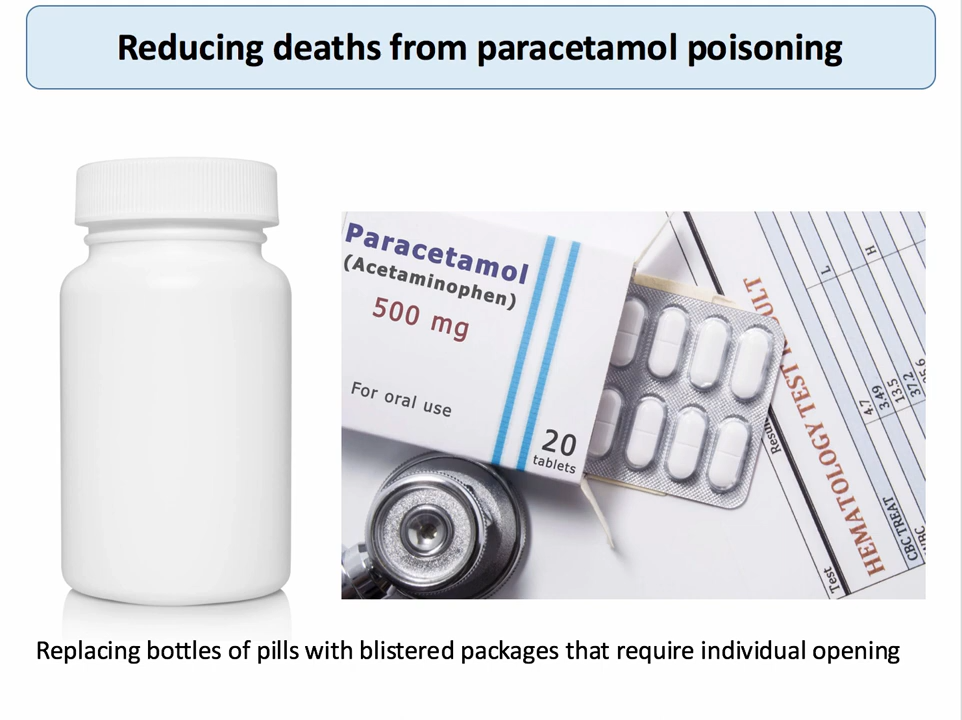 Reducing deaths from paracetamol poisoning
Paracetamol
(Acetaminophen)
500 mg
For oral use
20
tablets
HEMATOLOGY TEST RESULT
L
H
Test
Result
CBC TREAT
4.7
3.49
13.5
37.2
Replacing bottles of pills with blistered packages that require individual opening